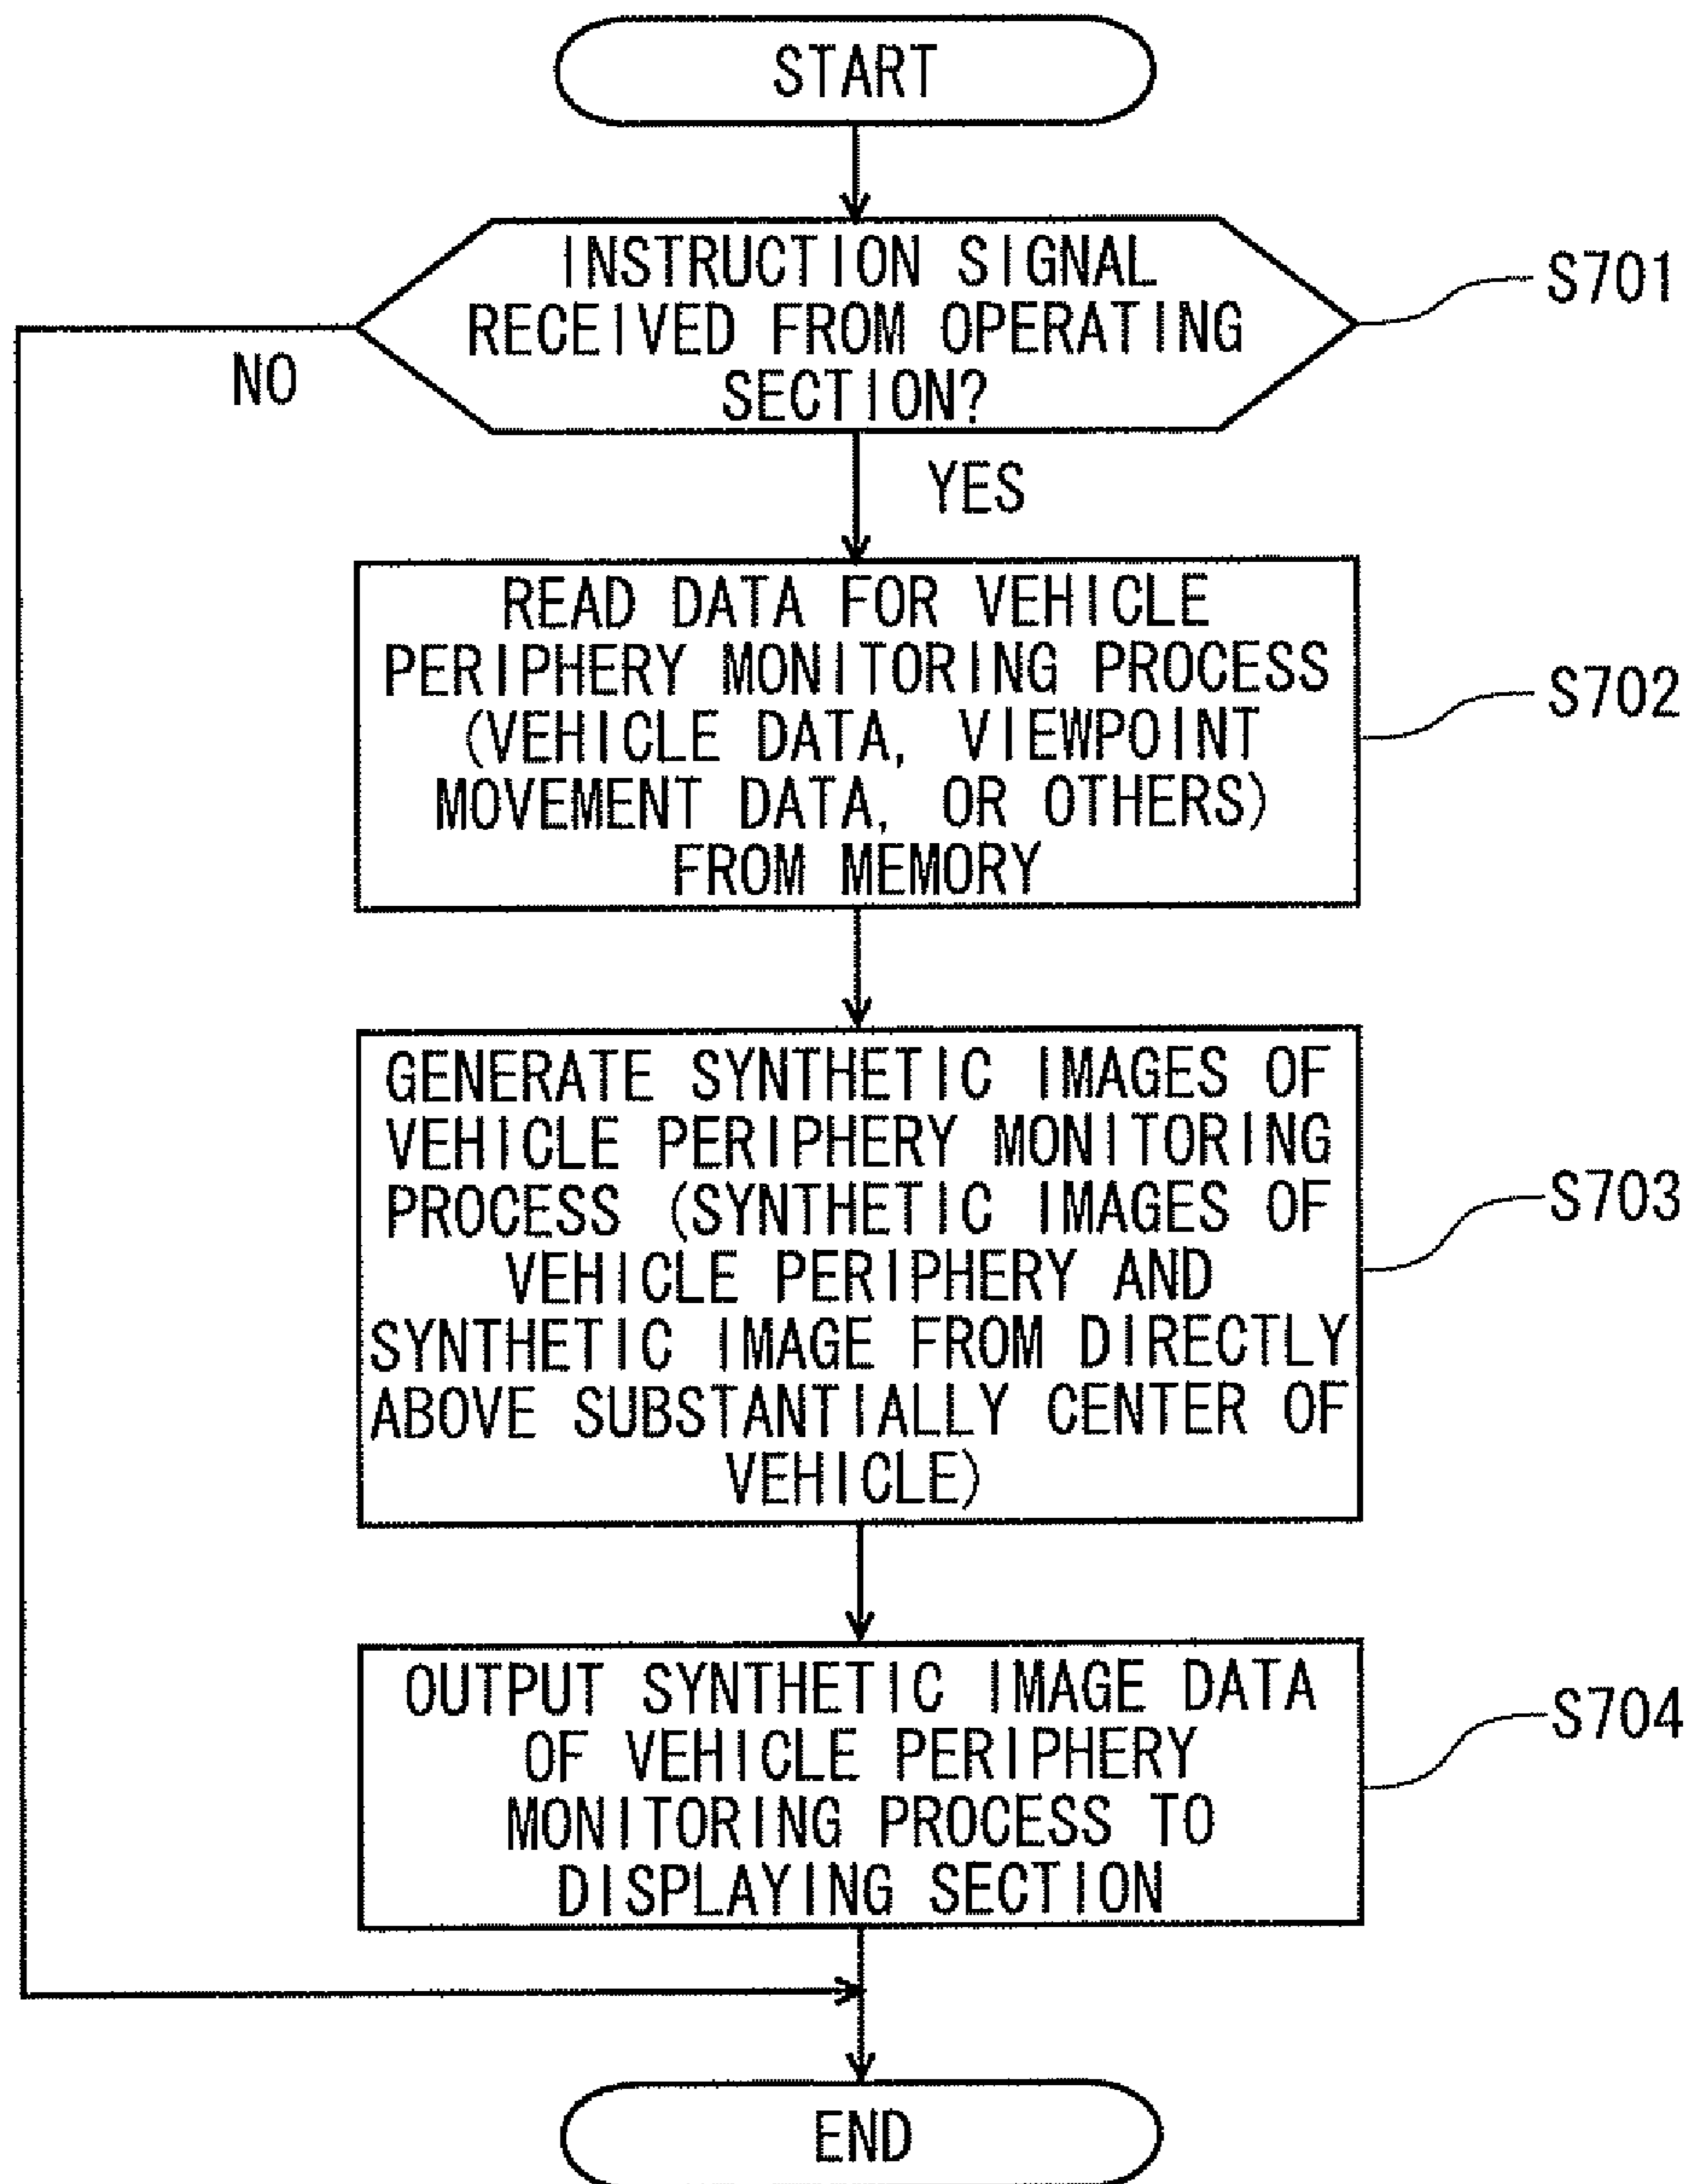 START
INSTRUCTION SIGNAL
RECEIVED FROM OPERATING
SECTION?
S701
NO
YES
READ DATA FOR VEHICLE
PERIPHERY MONITORING PROCESS
(VEHICLE DATA, VIEWPOINT
MOVEMENT DATA, OR OTHERS)
FROM MEMORY
S702
GENERATE SYNTHETIC IMAGES OF
VEHICLE PERIPHERY MONITORING
PROCESS (SYNTHETIC IMAGES OF
VEHICLE PERIPHERY AND
SYNTHETIC IMAGE FROM DIRECTLY
ABOVE SUBSTANTIALLY CENTER OF
VEHICLE)
S703
OUTPUT SYNTHETIC IMAGE DATA
OF VEHICLE PERIPHERY
MONITORING PROCESS TO
DISPLAYING SECTION
S704
END